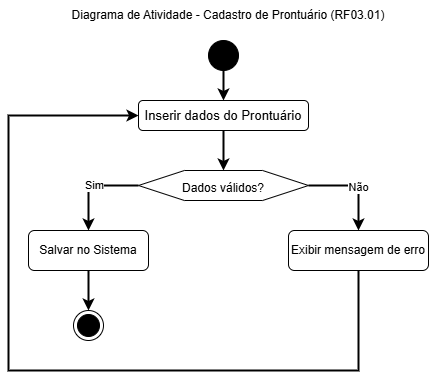 Diagrama de Atividade - Cadastro de Prontuário (RF03.01)
Inserir dados do Prontuário
Dados válidos?
Sim
Não
Salvar no Sistema
Exibir mensagem de erro